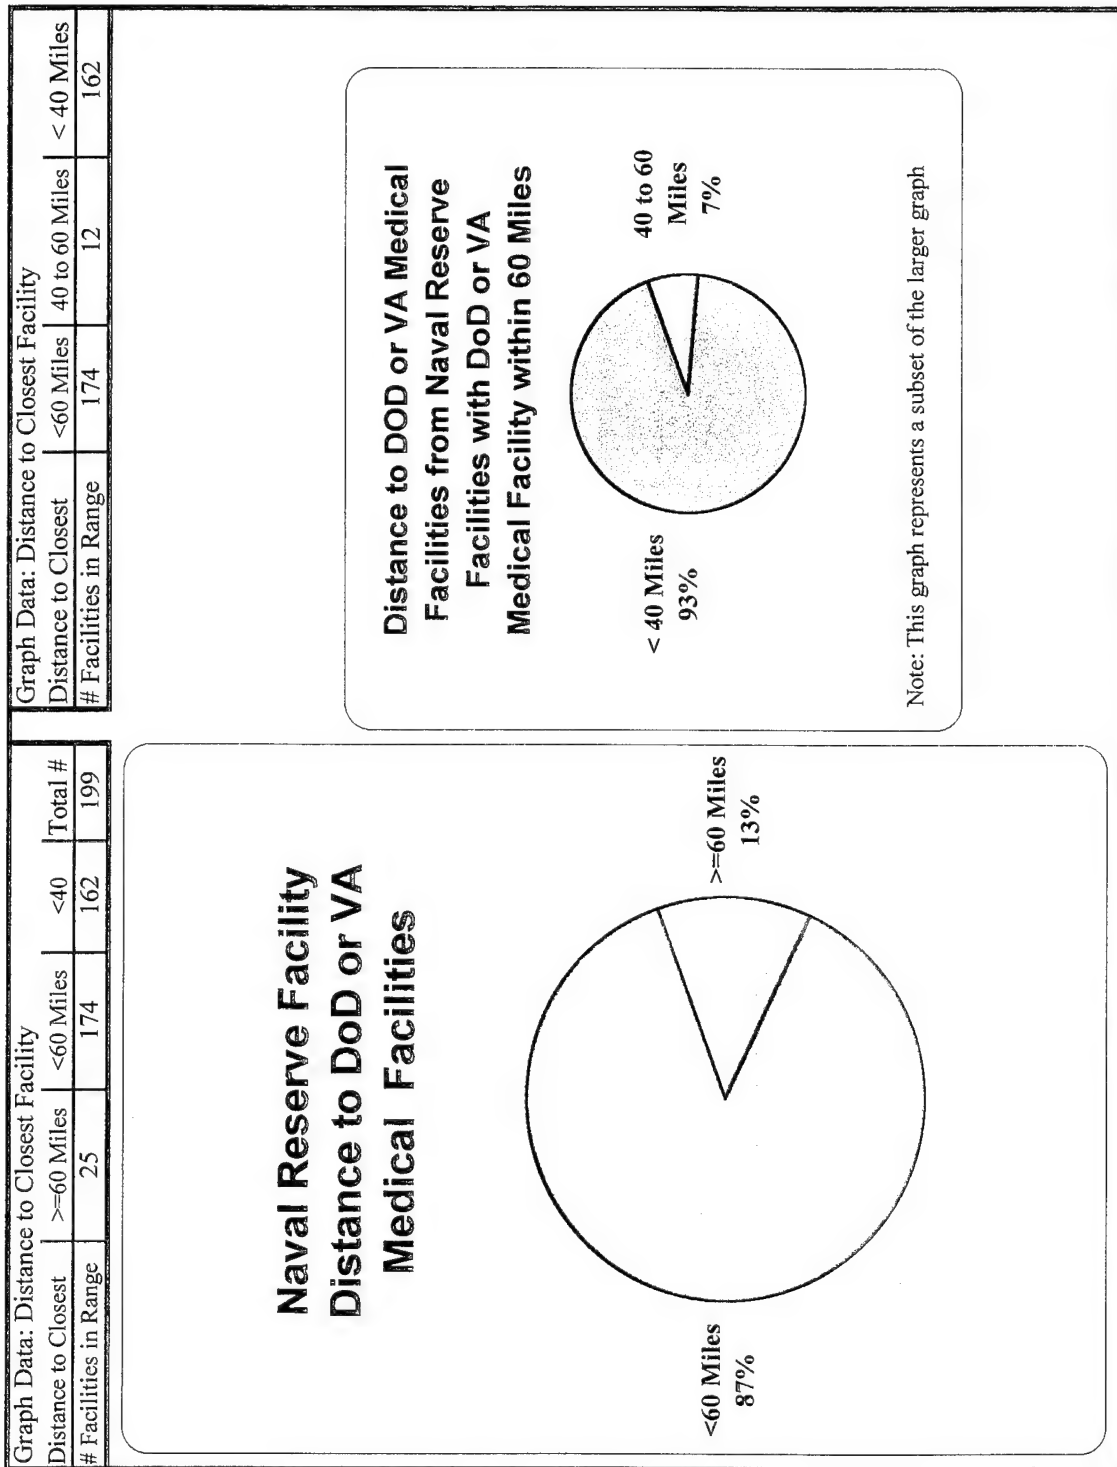 Graph Data: Distance to Closest Facility
Distance to Closest >=60 Miles <60 Miles <40 Total #
# Facilities in Range 25 174 162 199
Graph Data: Distance to Closest Facility
Distance to Closest <60 Miles 40 to 60 Miles < 40 Miles
# Facilities in Range 174 12 162
Naval Reserve Facility
Distance to DoD or VA
Medical Facilities
<60 Miles
87%
>=60 Miles
13%
Distance to DOD or VA Medical
Facilities from Naval Reserve
Facilities with DoD or VA
Medical Facility within 60 Miles
< 40 Miles
93%
40 to 60
Miles
7%
Note: This graph represents a subset of the larger graph